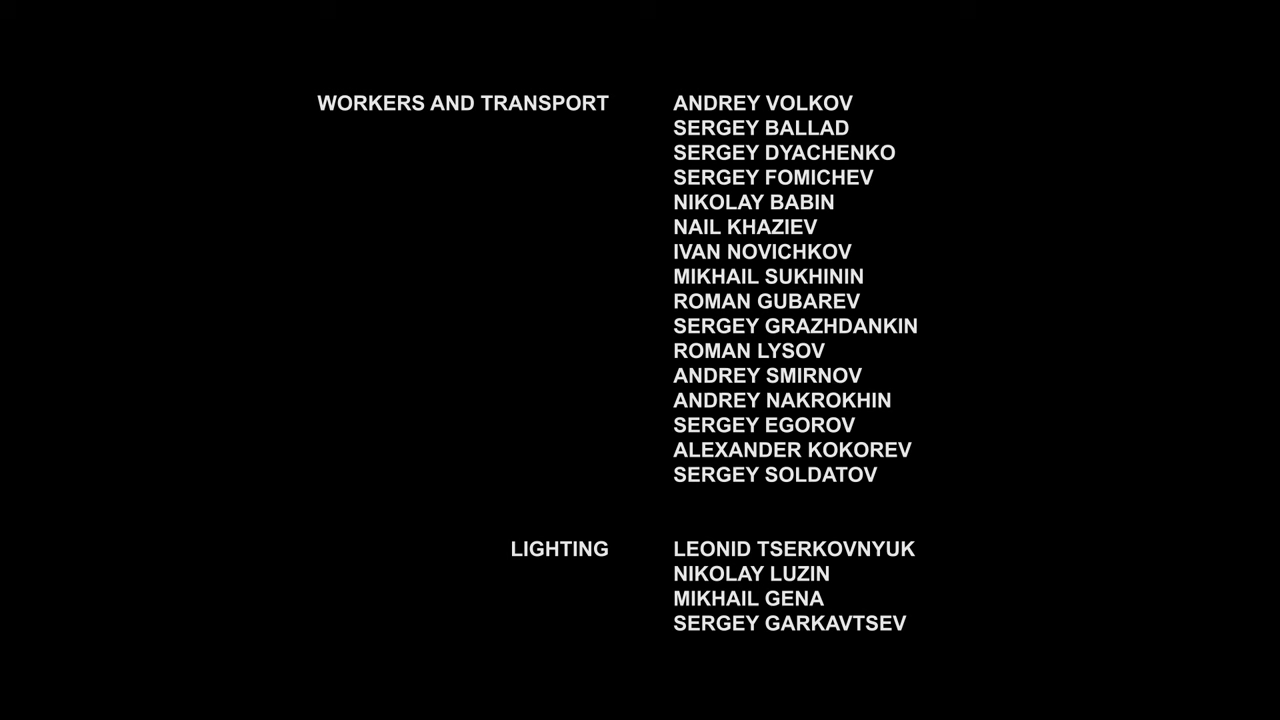 WORKERS AND TRANSPORT ANDREY VOLKOV
SERGEY BALLAD
SERGEY DYACHENKO
SERGEY FOMICHEV
NIKOLAY BABIN
NAIL KHAZIEV
IVAN NOVICHKOV
MIKHAIL SUKHININ
ROMAN GUBAREV
SERGEY GRAZHDANKIN
ROMAN LYSOV
ANDREY SMIRNOV
ANDREY NAKROKHIN
SERGEY EGOROV
ALEXANDER KOKOREV
SERGEY SOLDATOV
LIGHTING LEONID TSERKOVNYUK
NIKOLAY LUZIN
MIKHAIL GENA
SERGEY GARKAVTSEV